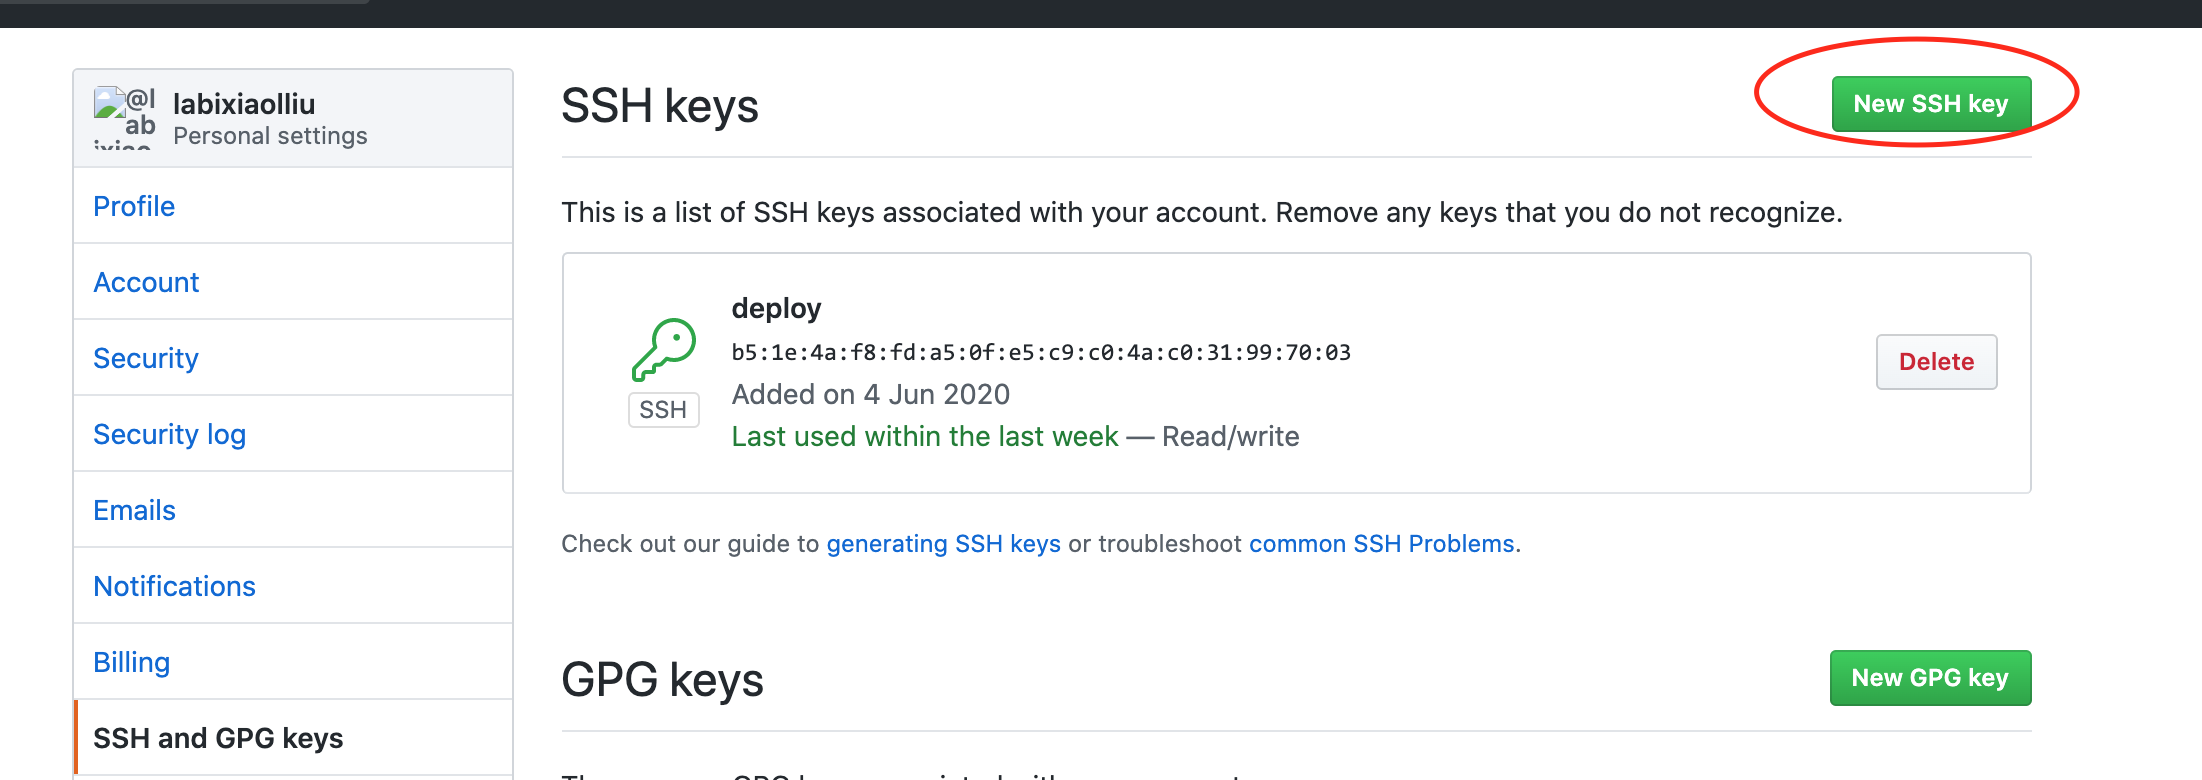 @l
ab
labixiaolliu
Personal settings
Profile
Account
Security
Security log
Emails
Notifications
Billing
SSH and GPG keys
SSH keys
New SSH key
This is a list of SSH keys associated with your account. Remove any keys that you do not recognize.
deploy
b5:1e:4a:f8:fd:a5:0f:e5:c9:c0:4a:c0:31:99:70:03
Added on 4 Jun 2020
Last used within the last week — Read/write
SSH
Delete
Check out our guide to generating SSH keys or troubleshoot common SSH Problems.
GPG keys
New GPG key